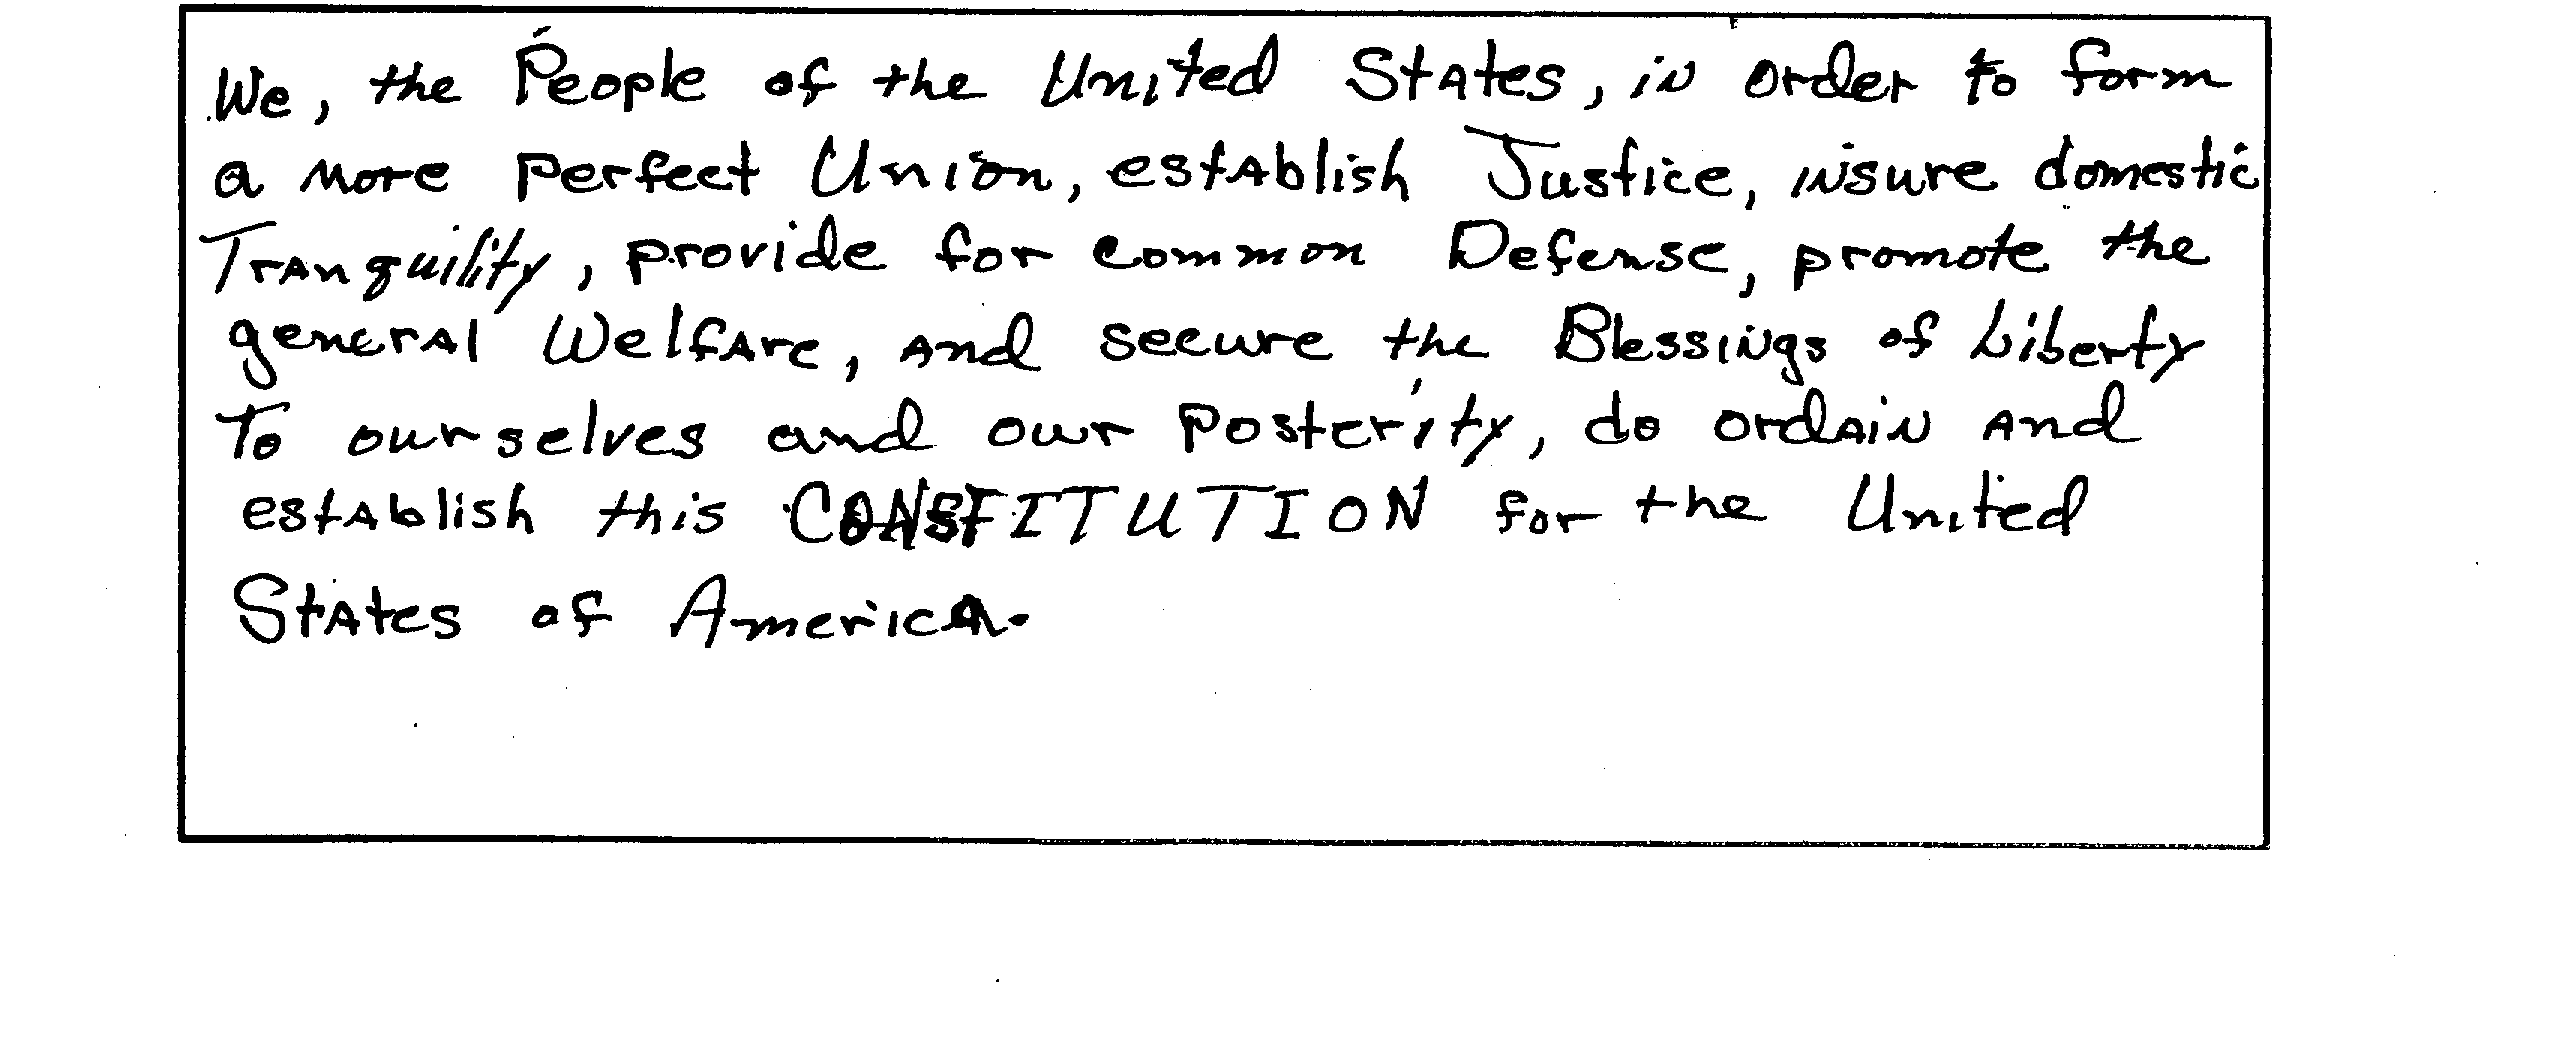 We, the People of the United States, in order to form
a more perfect Union, establish Justice, insure domestic
Tranquility, provide for common Defense, promote the
general Welfare, and secure the Blessings of Liberty
to ourselves and our posterity, do ordain and
establish this CONSTITUTION for the United
States of America.